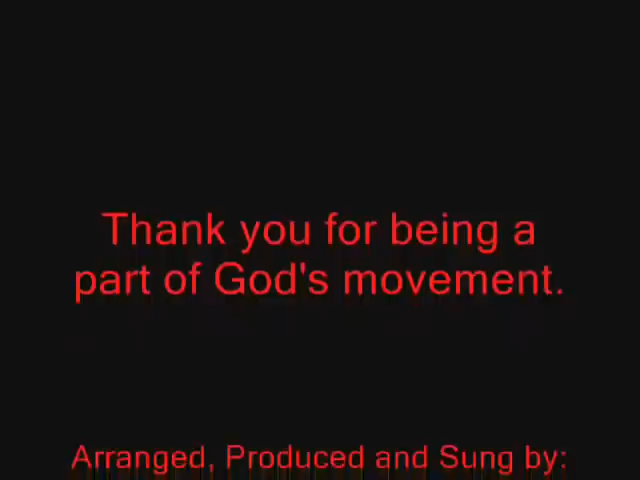 Thank you for being a
part of God's movement.
Arranged, Produced and Sung by: